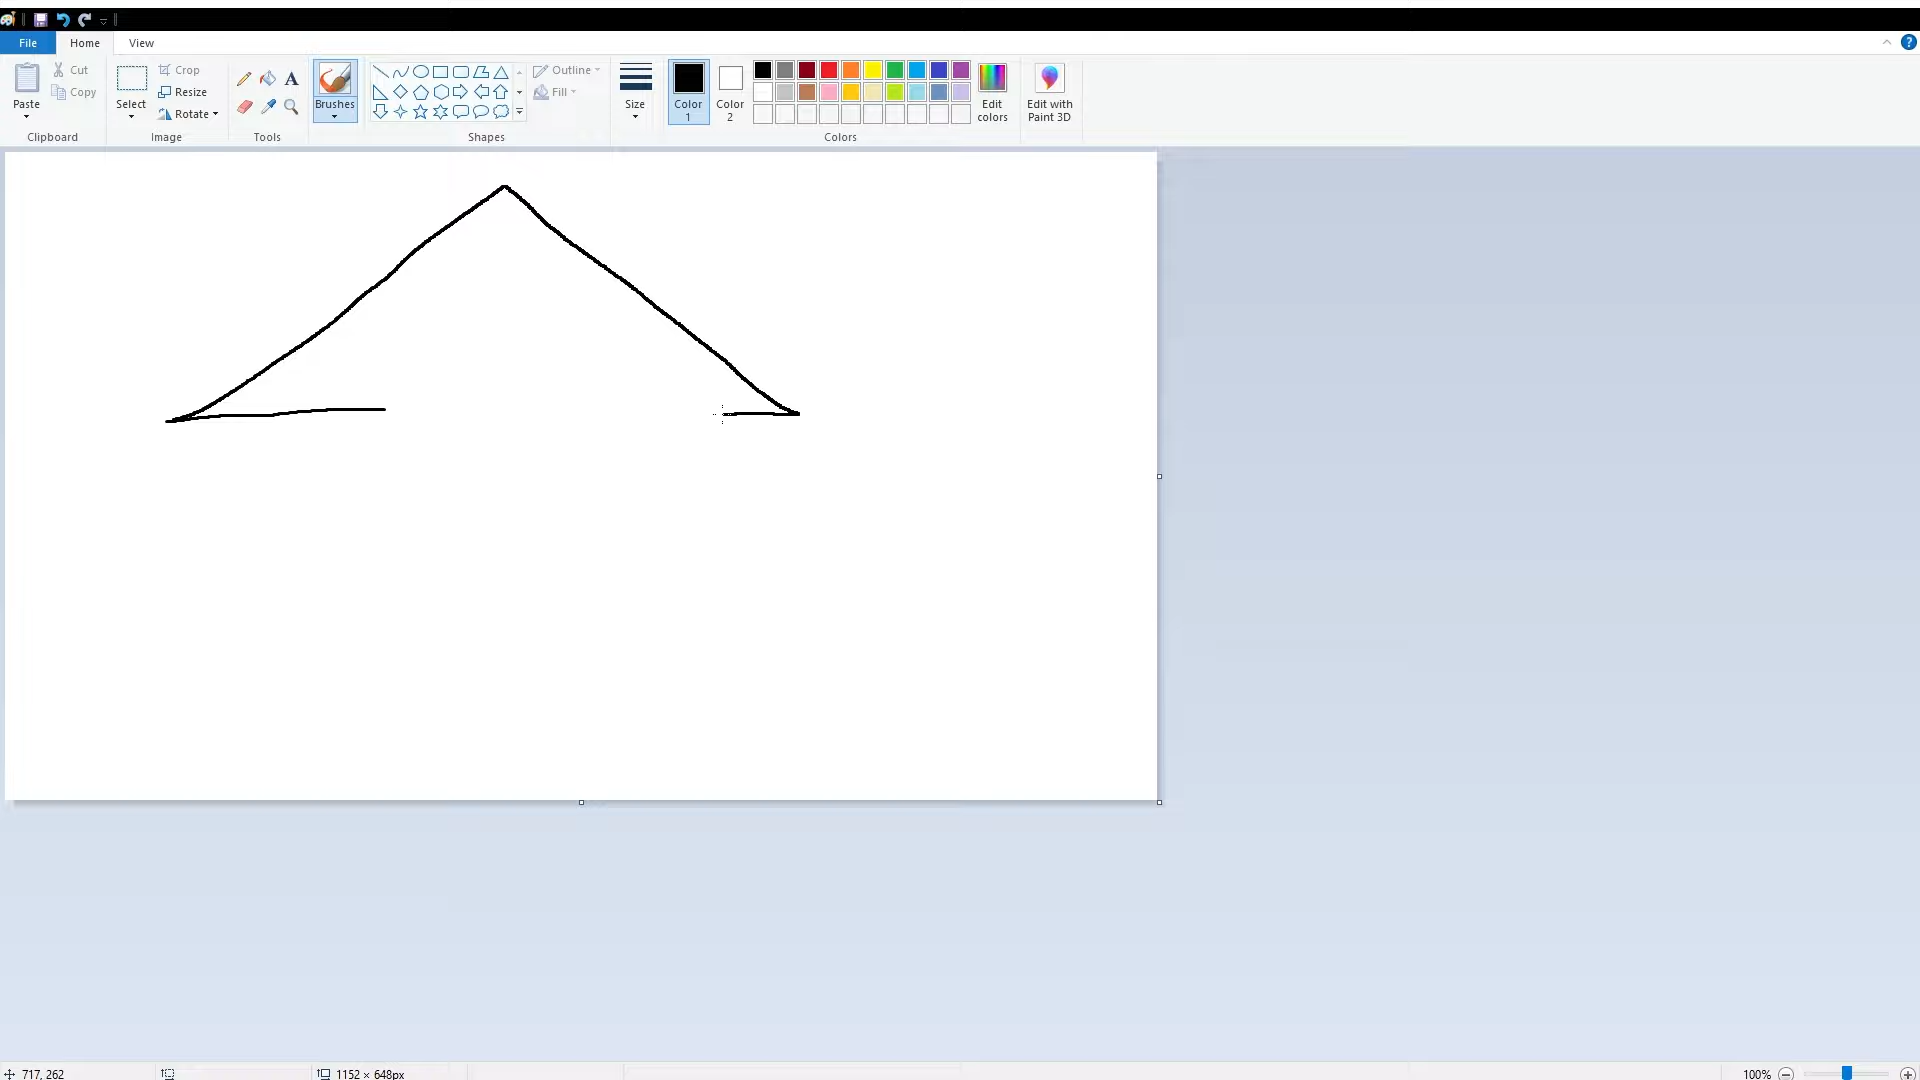 File Home View
Paste
Cut
Copy
Clipboard
Select
Crop
Resize
Rotate
Image
A
Tools
Brushes
Shapes
Outline
Fill
Size
Color
1
Color
2
Edit
colors
Colors
Edit with
Paint 3D
?
717, 262
1152 × 648px
100%